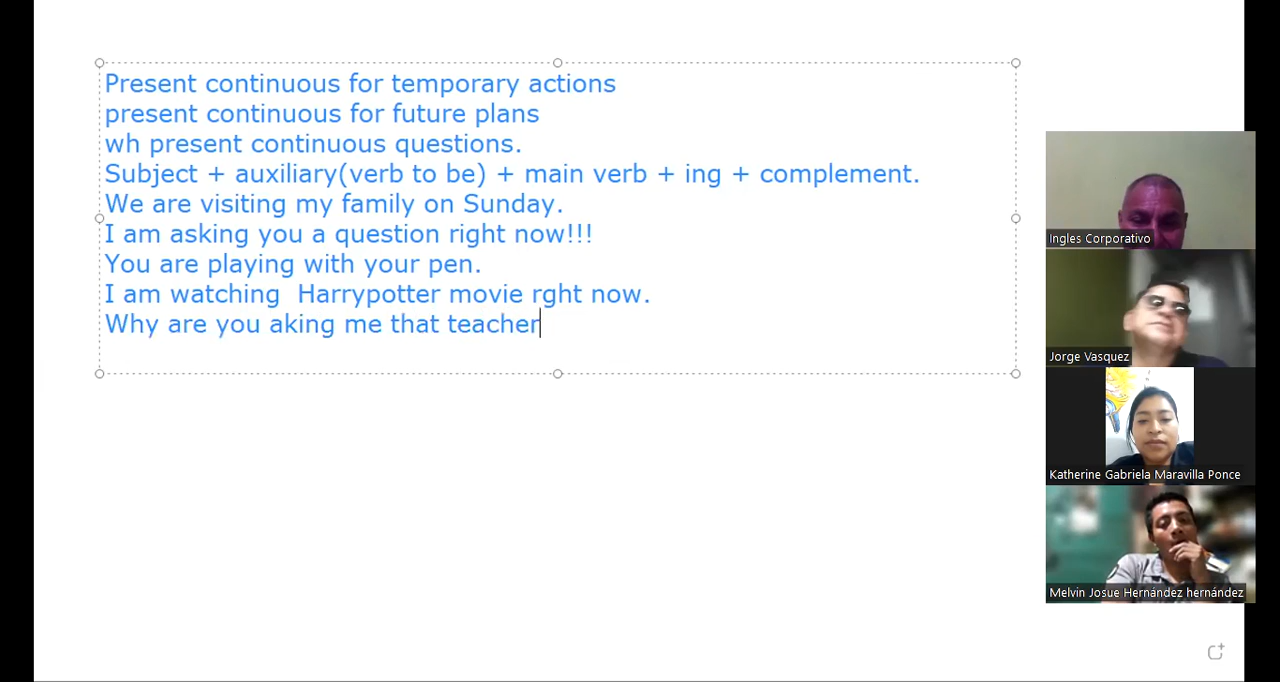 Present continuous for temporary actions
present continuous for future plans
wh present continuous questions.
Subject + auxiliary(verb to be) + main verb + ing + complement.
We are visiting my family on Sunday.
I am asking you a question right now!!!
You are playing with your pen.
I am watching  Harrypotter movie rght now.
Why are you aking me that teacher
Ingles Corporativo
Jorge Vasquez
Katherine Gabriela Maravilla Ponce
Melvin Josue Hernández hernández